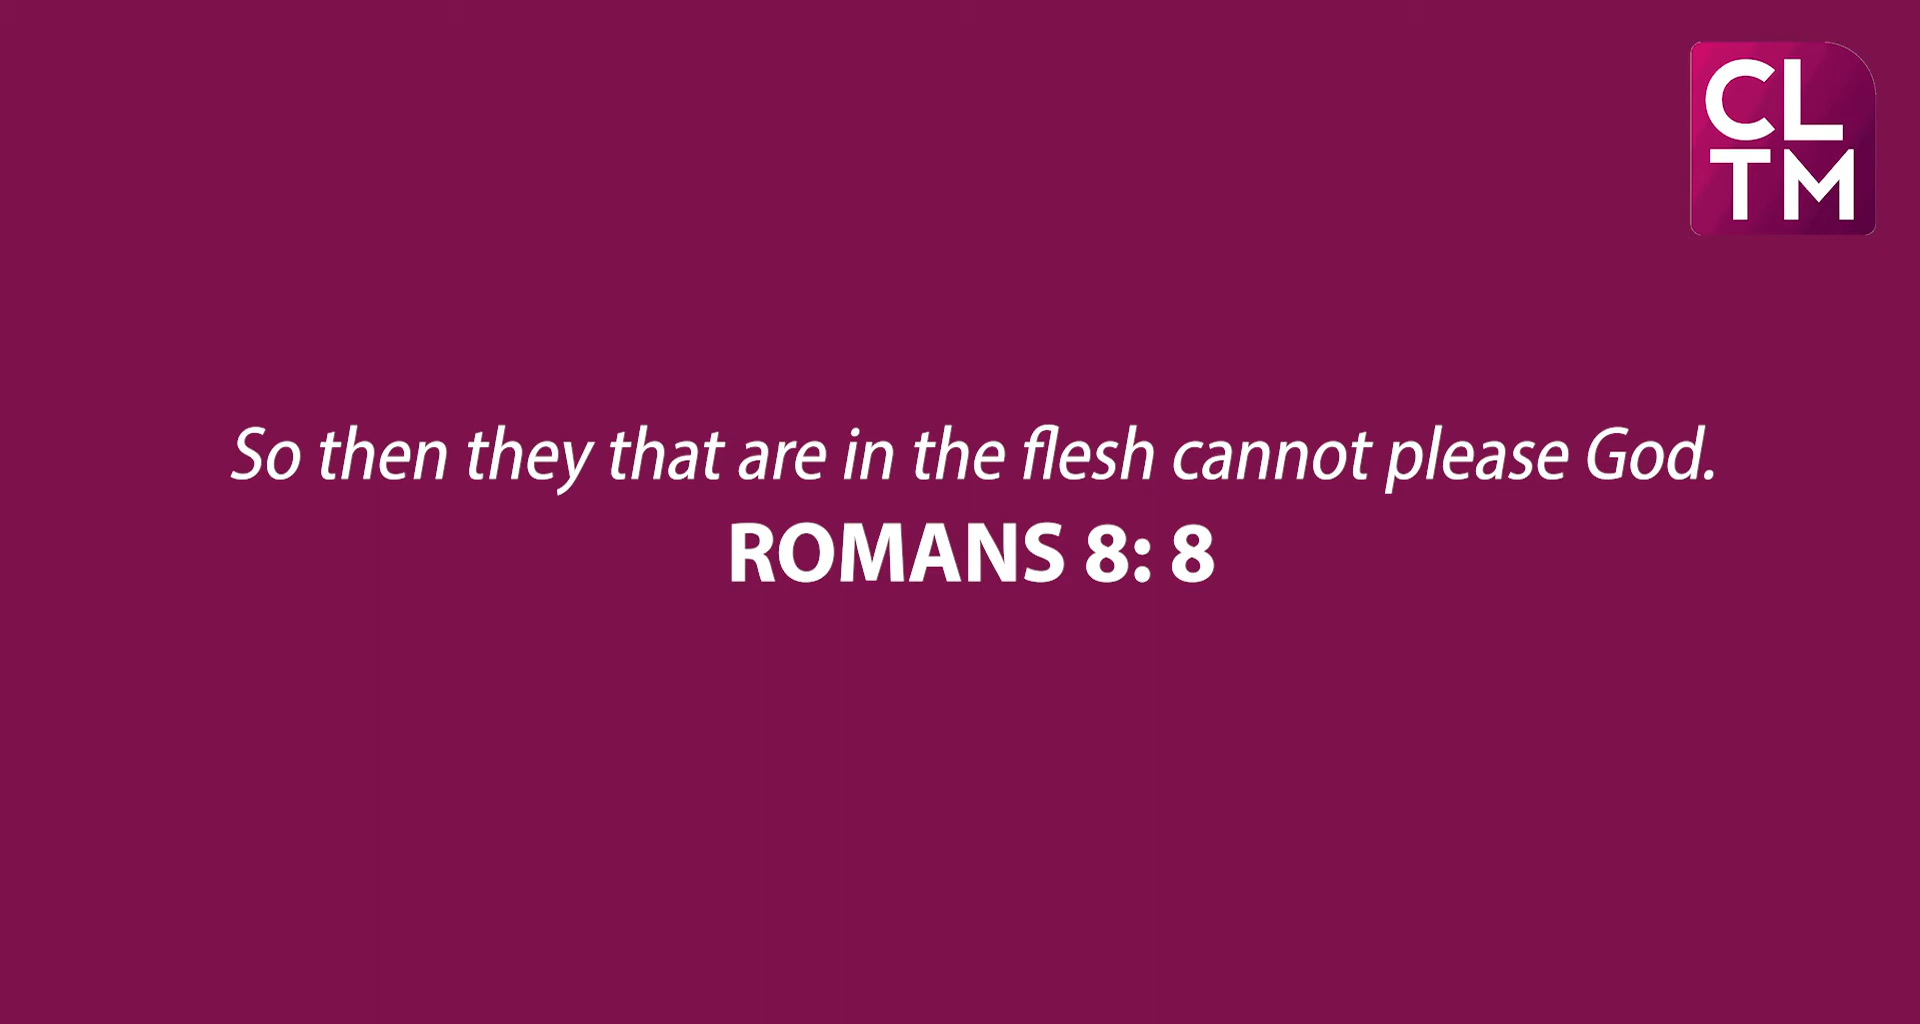 CL
TM
So then they that are in the flesh cannot please God.
ROMANS 8: 8